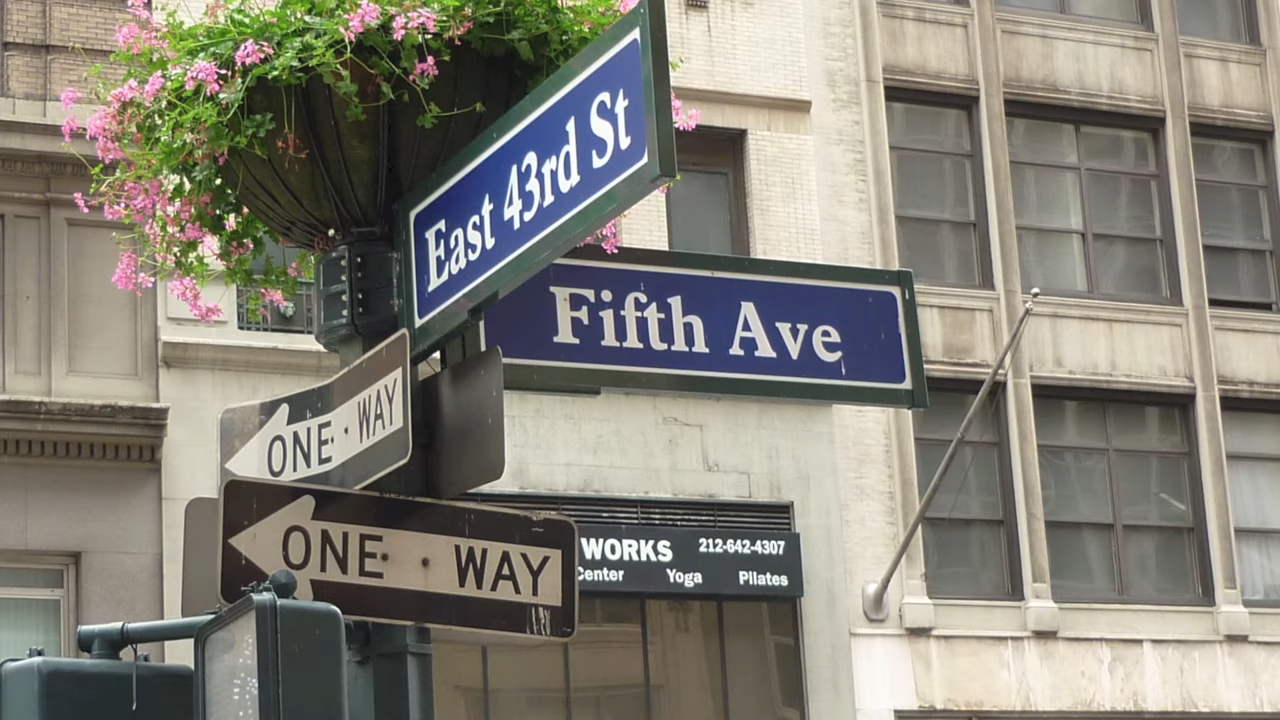 East 43rd St
Fifth Ave
ONE WAY
ONE WAY
WORKS 212-642-4307
Center Yoga Pilates